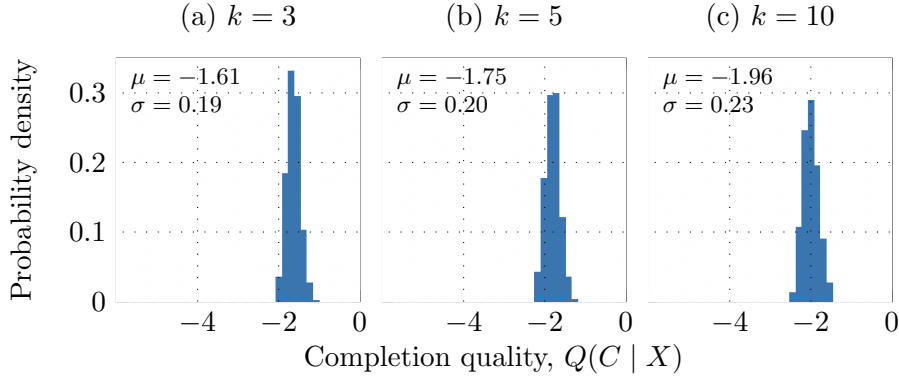 (a) k = 3
(b) k = 5
(c) k = 10
Probability density
0.3
0.2
0.1
0
μ = −1.61
σ = 0.19
μ = −1.75
σ = 0.20
μ = −1.96
σ = 0.23
−4 −2 0
−4 −2 0
−4 −2 0
Completion quality, Q(C | X)